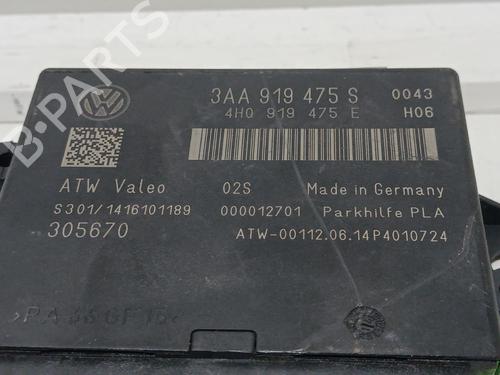 3AA 919 475 S 0043
4H0 919 475 E H06
ATW Valeo 02S Made in Germany
S301/1416101189 000012701 Parkhilfe PLA
305670 ATW-00112.06.14P4010724